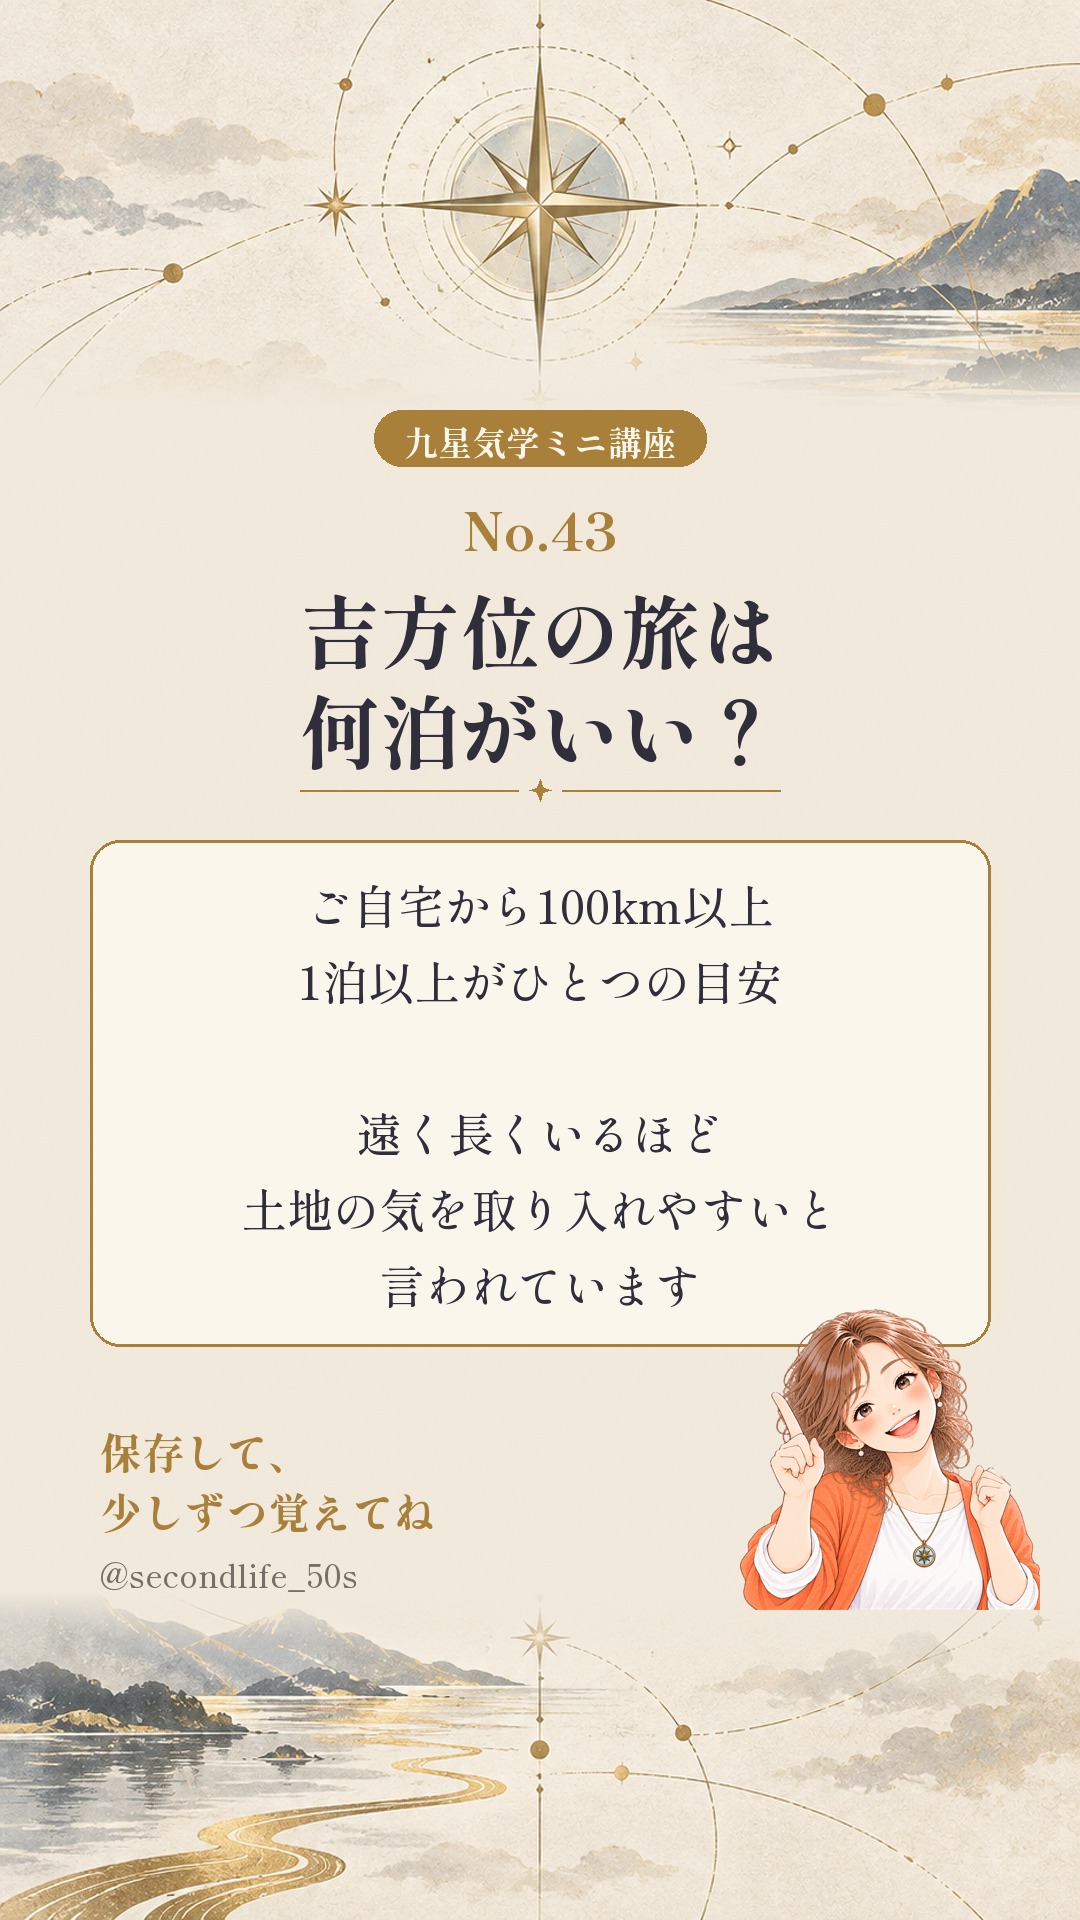 九星気学ミニ講座
No.43
吉方位の旅は
何泊がいい？
ご自宅から100km以上
1泊以上がひとつの目安
遠く長くいるほど
土地の気を取り入れやすいと
言われています
保存して、
少しずつ覚えてね
@secondlife_50s